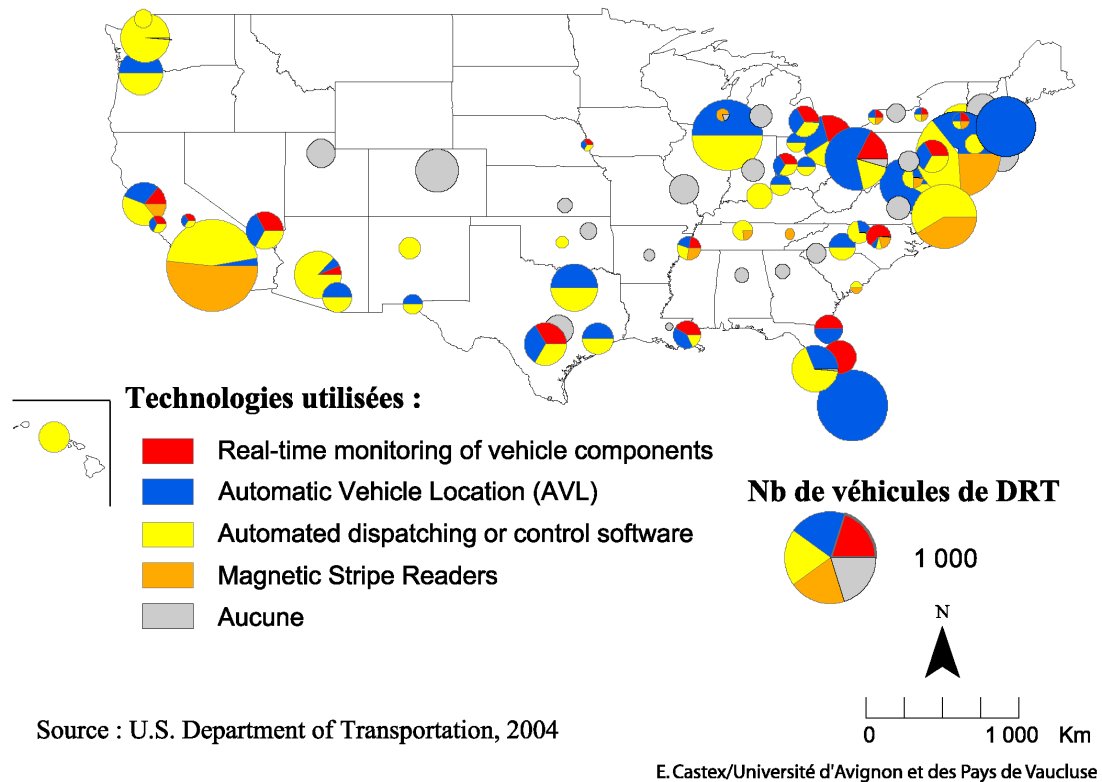 Technologies utilisées :
Real-time monitoring of vehicle components
Automatic Vehicle Location (AVL)
Automated dispatching or control software
Magnetic Stripe Readers
Aucune
Nb de véhicules de DRT
1 000
N
0 1 000 Km
Source : U.S. Department of Transportation, 2004
E. Castex/Université d'Avignon et des Pays de Vaucluse